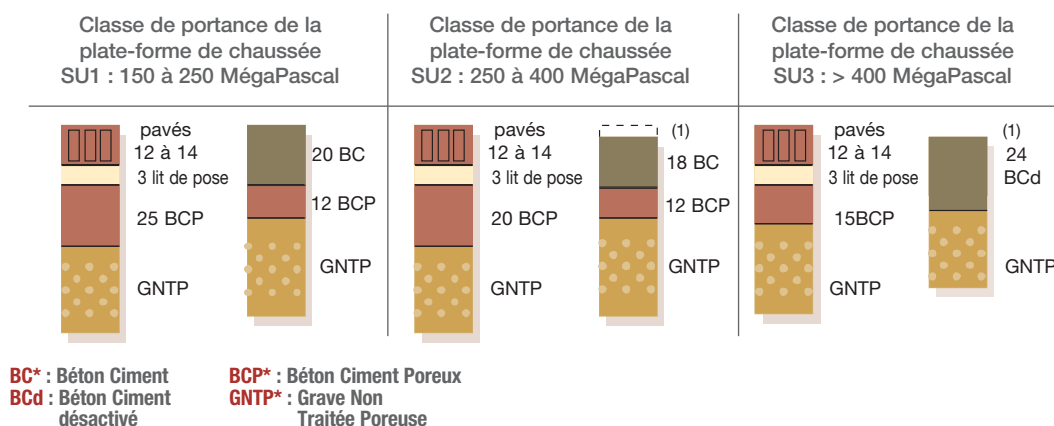 Classe de portance de la
plate-forme de chaussée
SU1 : 150 à 250 MégaPascal
Classe de portance de la
plate-forme de chaussée
SU2 : 250 à 400 MégaPascal
Classe de portance de la
plate-forme de chaussée
SU3 : > 400 MégaPascal
pavés
12 à 14
3 lit de pose
25 BCP
GNTP
20 BC
12 BCP
GNTP
pavés
12 à 14
3 lit de pose
20 BCP
GNTP
(1)
18 BC
12 BCP
GNTP
pavés
12 à 14
3 lit de pose
15BCP
GNTP
(1)
24
BCd
GNTP
BC* : Béton Ciment
BCd : Béton Ciment
désactivé
BCP* : Béton Ciment Poreux
GNTP* : Grave Non
Traitée Poreuse